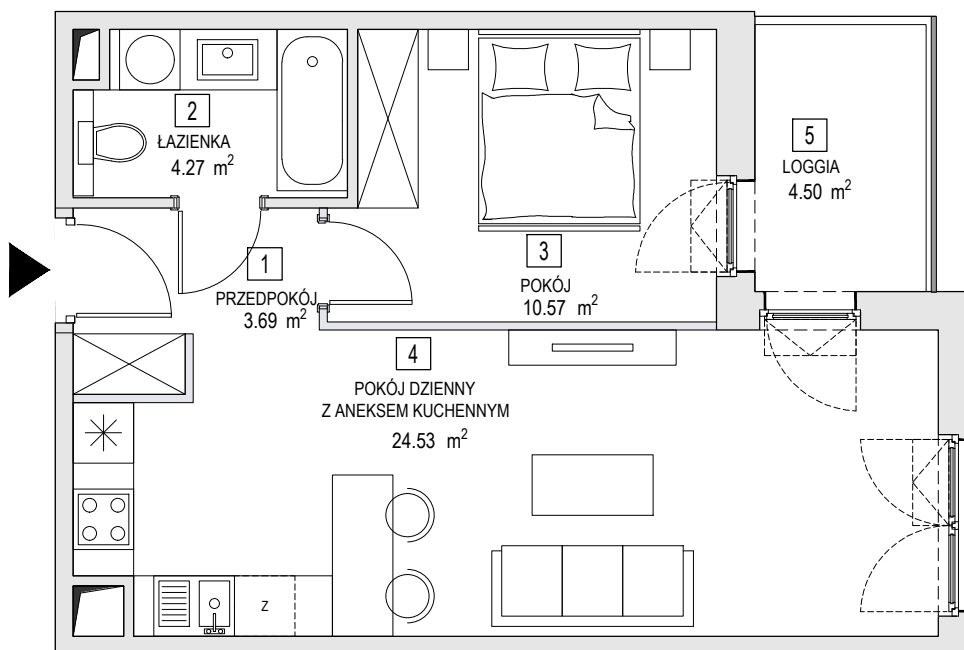 1
PRZEDPOKÓJ
3.69 m²
2
ŁAZIENKA
4.27 m²
3
POKÓJ
10.57 m²
4
POKÓJ DZIENNY
Z ANEKSEM KUCHENNYM
24.53 m²
5
LOGGIA
4.50 m²
Z